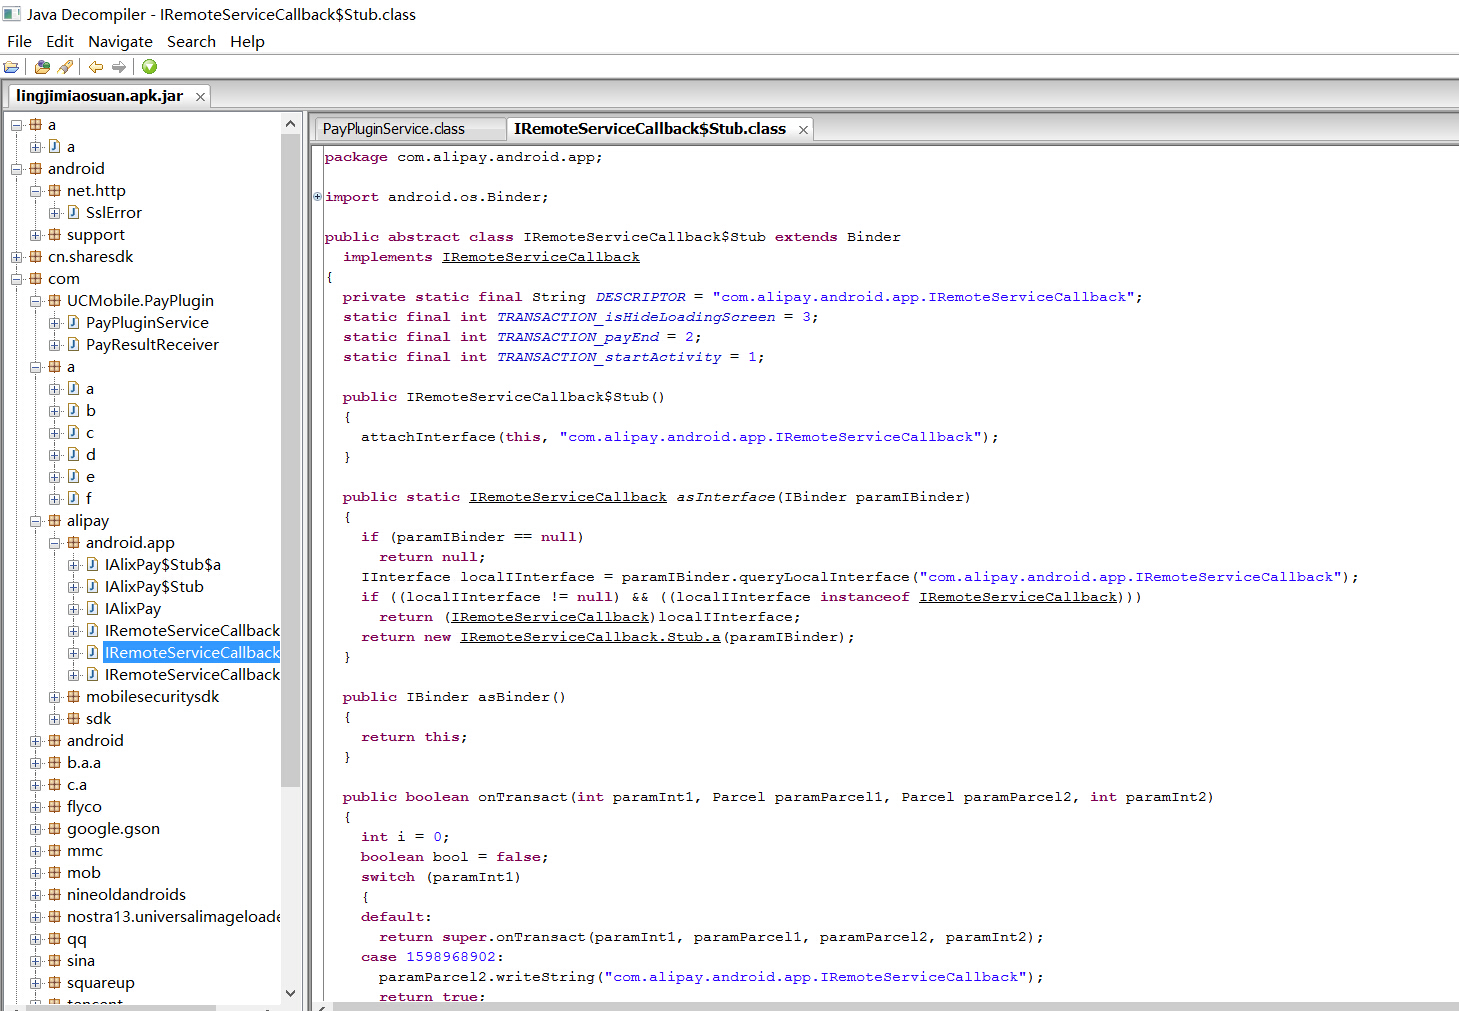 Java Decompiler - IRemoteServiceCallback$Stub.class
File Edit Navigate Search Help
lingjimiaosuan.apk.jar
a
a
android
net.http
SslError
support
cn.sharesdk
com
UCMobile.PayPlugin
PayPluginService
PayResultReceiver
a
a
b
c
d
e
f
alipay
android.app
IAlixPay$Stub$a
IAlixPay$Stub
IAlixPay
IRemoteServiceCallback
IRemoteServiceCallback
IRemoteServiceCallback
mobilesecuritysdk
sdk
android
b.a.a
c.a
flyco
google.gson
mmc
mob
nineoldandroids
nostra13.universalimageloade
qq
sina
squareup
tencent
PayPluginService.class
IRemoteServiceCallback$Stub.class
package com.alipay.android.app;
import android.os.Binder;
public abstract class IRemoteServiceCallback$Stub extends Binder
implements IRemoteServiceCallback
{
private static final String DESCRIPTOR = "com.alipay.android.app.IRemoteServiceCallback";
static final int TRANSACTION_isHideLoadingScreen = 3;
static final int TRANSACTION_payEnd = 2;
static final int TRANSACTION_startActivity = 1;
public IRemoteServiceCallback$Stub()
{
attachInterface(this, "com.alipay.android.app.IRemoteServiceCallback");
}
public static IRemoteServiceCallback asInterface(IBinder paramIBinder)
{
if (paramIBinder == null)
return null;
IInterface localIInterface = paramIBinder.queryLocalInterface("com.alipay.android.app.IRemoteServiceCallback");
if ((localIInterface != null) && ((localIInterface instanceof IRemoteServiceCallback)))
return (IRemoteServiceCallback)localIInterface;
return new IRemoteServiceCallback.Stub.a(paramIBinder);
}
public IBinder asBinder()
{
return this;
}
public boolean onTransact(int paramInt1, Parcel paramParcel1, Parcel paramParcel2, int paramInt2)
{
int i = 0;
boolean bool = false;
switch (paramInt1)
{
default:
return super.onTransact(paramInt1, paramParcel1, paramParcel2, paramInt2);
case 1598968902:
paramParcel2.writeString("com.alipay.android.app.IRemoteServiceCallback");
return true;